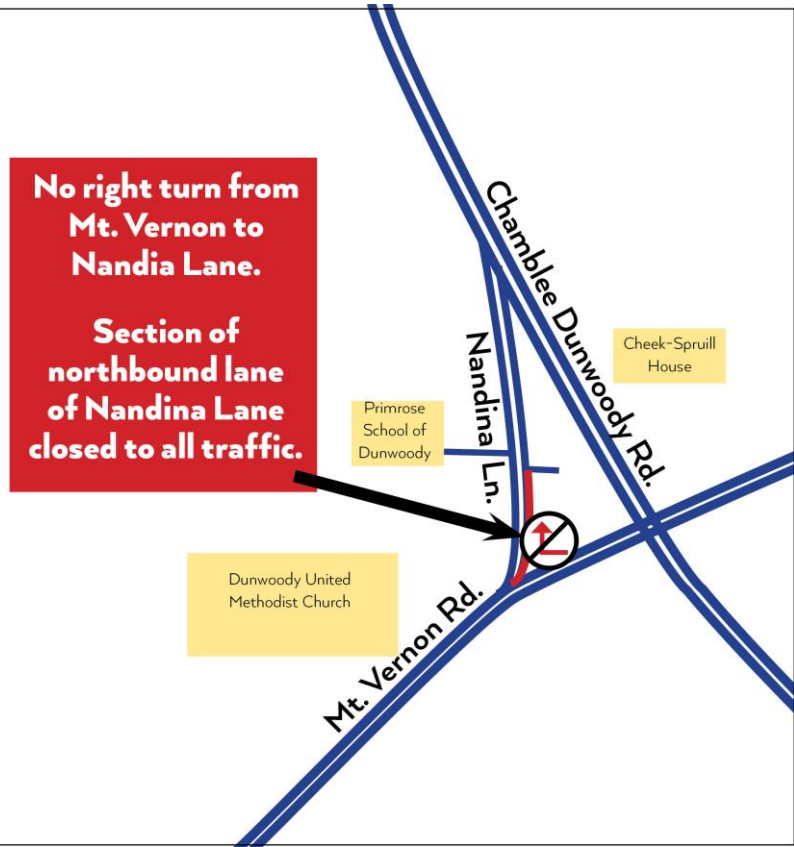 No right turn from
Mt. Vernon to
Nandia Lane.
Section of
northbound lane
of Nandina Lane
closed to all traffic.
Chamblee Dunwoody Rd.
Nandina Ln.
Cheek-Spruill
House
Primrose
School of
Dunwoody
Dunwoody United
Methodist Church
Mt. Vernon Rd.